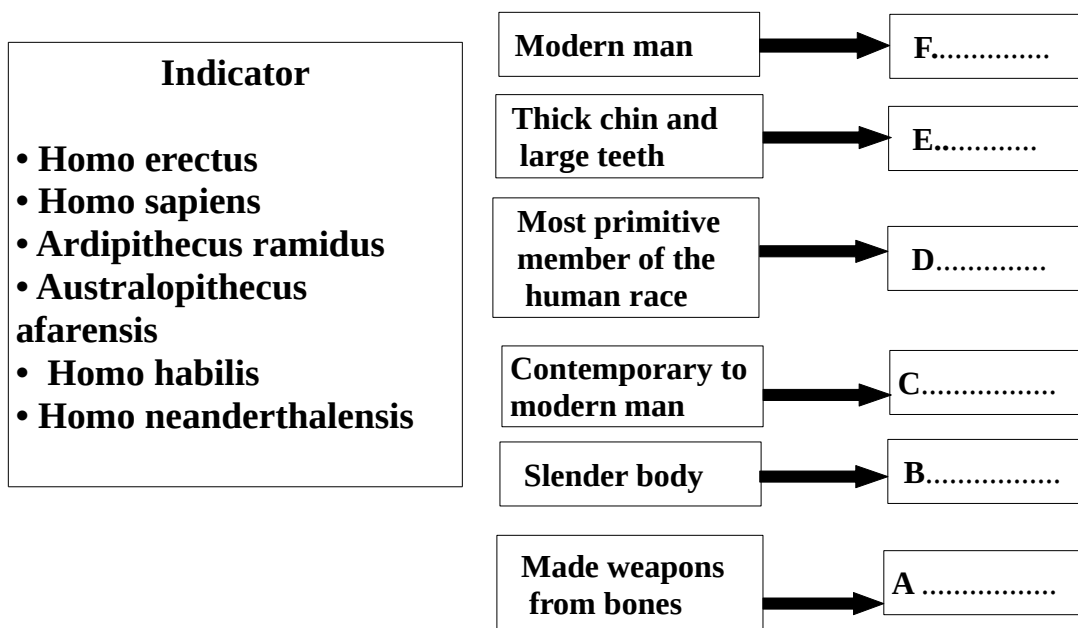 Indicator
• Homo erectus
• Homo sapiens
• Ardipithecus ramidus
• Australopithecus
afarensis
• Homo habilis
• Homo neanderthalensis
Modern man
F...............
Thick chin and
large teeth
E..............
Most primitive
member of the
human race
D..............
Contemporary to
modern man
C.................
Slender body
B.................
Made weapons
from bones
A .................